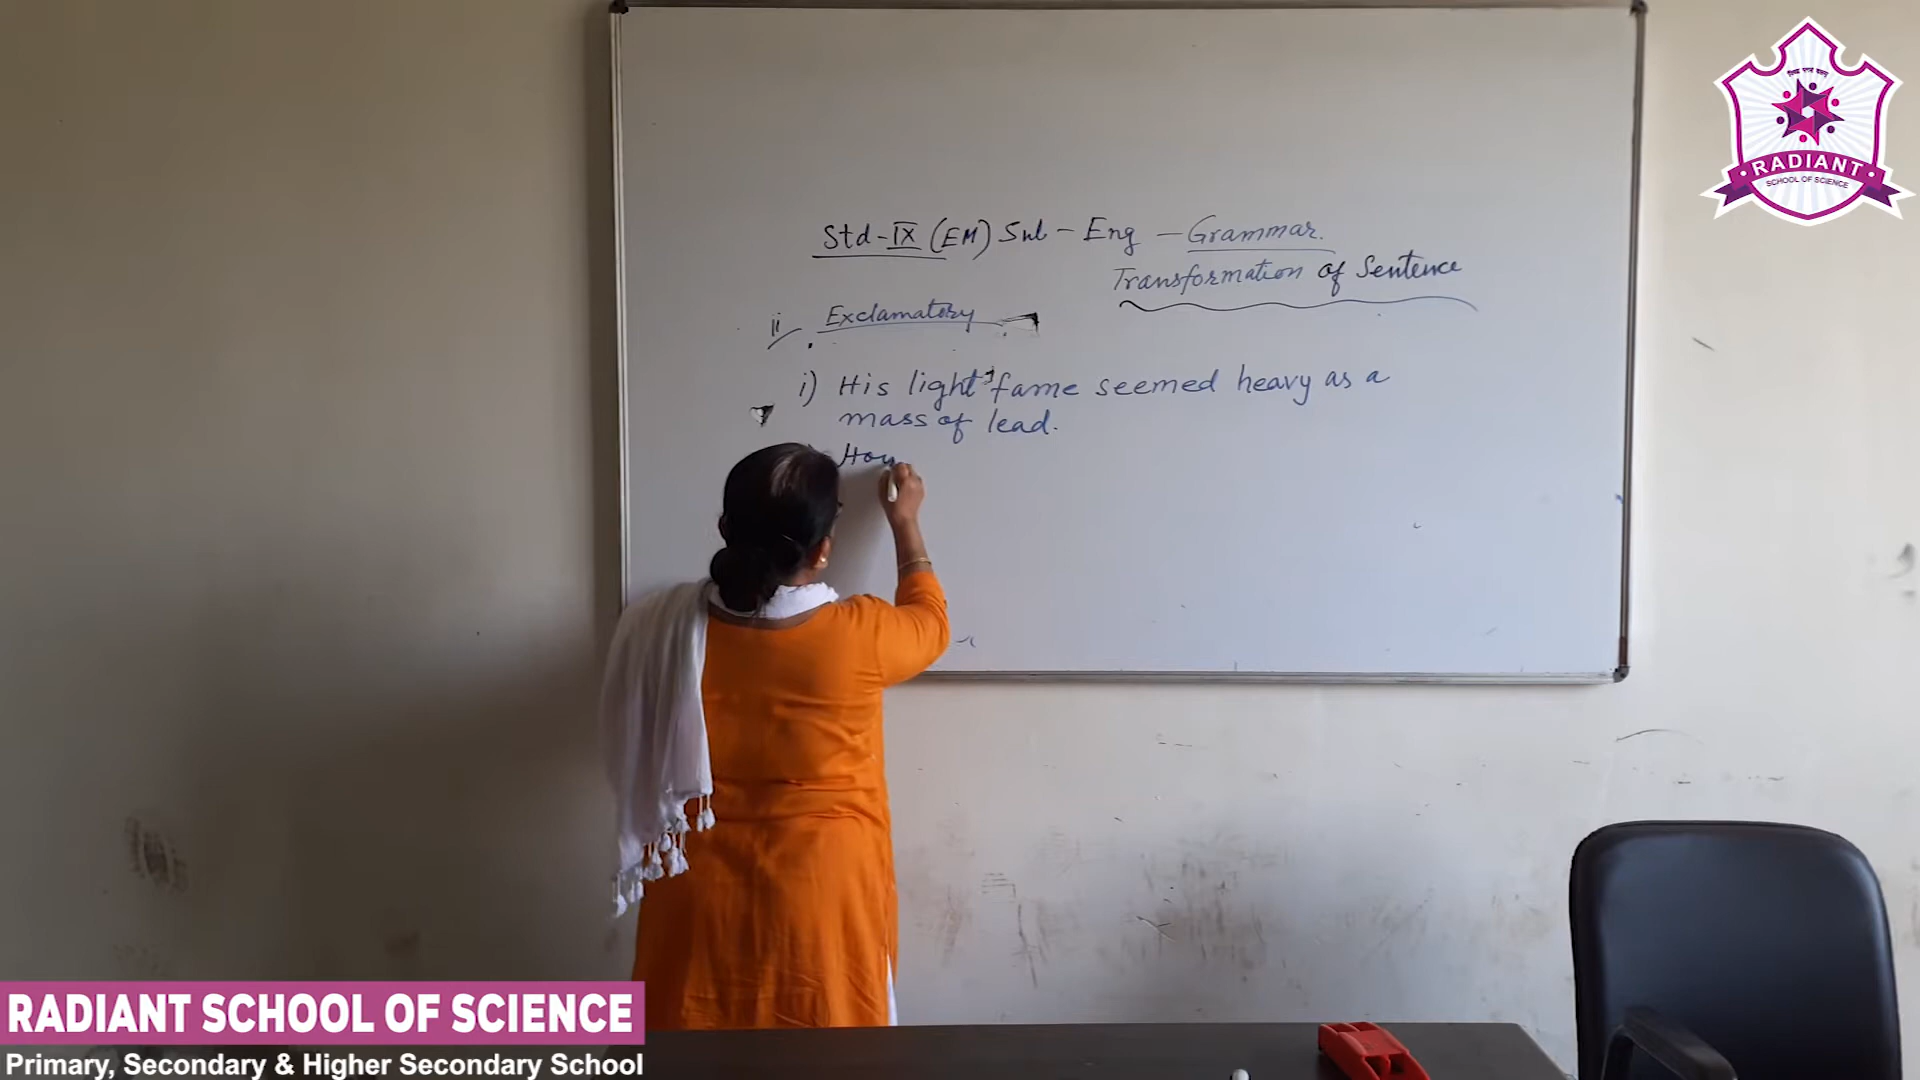 Std-IX (EM) Sub - Eng - Grammar.
Transformation of Sentence
ii Exclamatory
i) His light fame seemed heavy as a
mass of lead.
How
RADIANT
SCHOOL OF SCIENCE
RADIANT SCHOOL OF SCIENCE
Primary, Secondary & Higher Secondary School